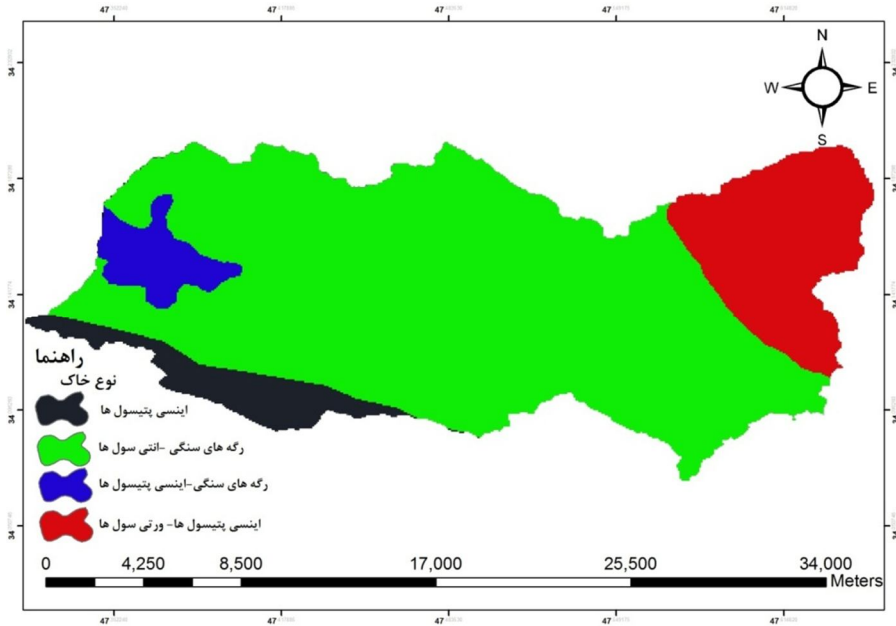 47 47 47 47 47
N
W E
S
34
34
34
34
34
راهنما
نوع خاک
اینسی پتیسول ها
رگه های سنگی -انتی سول ها
رگه های سنگی-اینسی پتیسول ها
اینسی پتیسول ها- ورتی سول ها
0 4,250 8,500 17,000 25,500 34,000
Meters
47 47 47 47 47